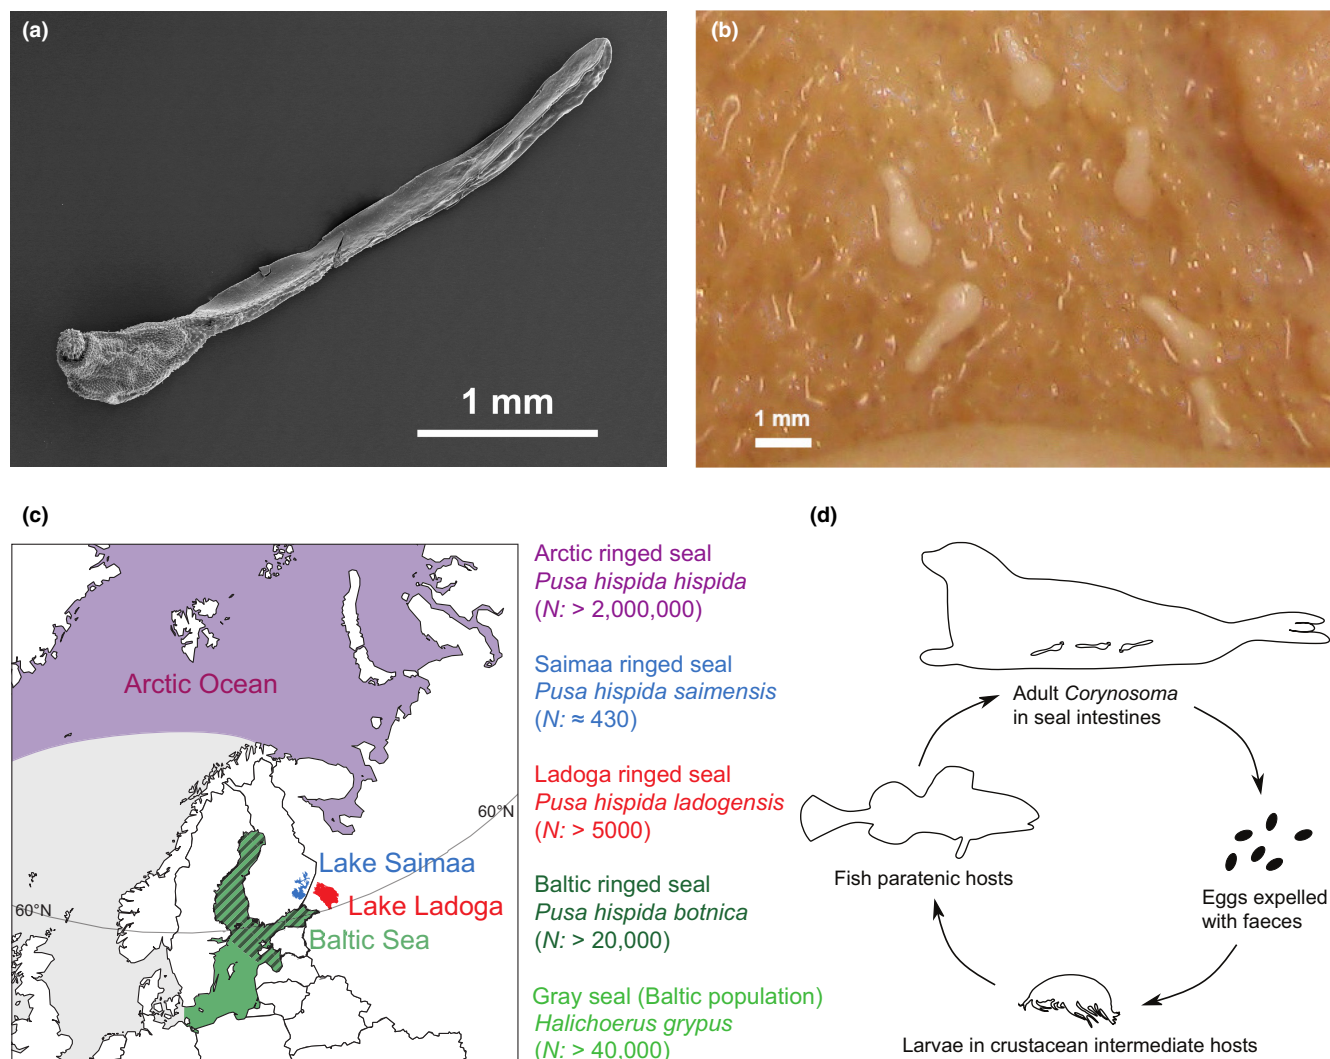 (a)
1 mm
(b)
1 mm
(c)
Arctic Ocean
60°N
Lake Saimaa
Lake Ladoga
60°N
Baltic Sea
Arctic ringed seal
Pusa hispida hispida
(N: > 2,000,000)
Saimaa ringed seal
Pusa hispida saimensis
(N: ≈ 430)
Ladoga ringed seal
Pusa hispida ladogensis
(N: > 5000)
Baltic ringed seal
Pusa hispida botnica
(N: > 20,000)
Gray seal (Baltic population)
Halichoerus grypus
(N: > 40,000)
(d)
Adult Corynosoma
in seal intestines
Fish paratenic hosts
Eggs expelled
with faeces
Larvae in crustacean intermediate hosts